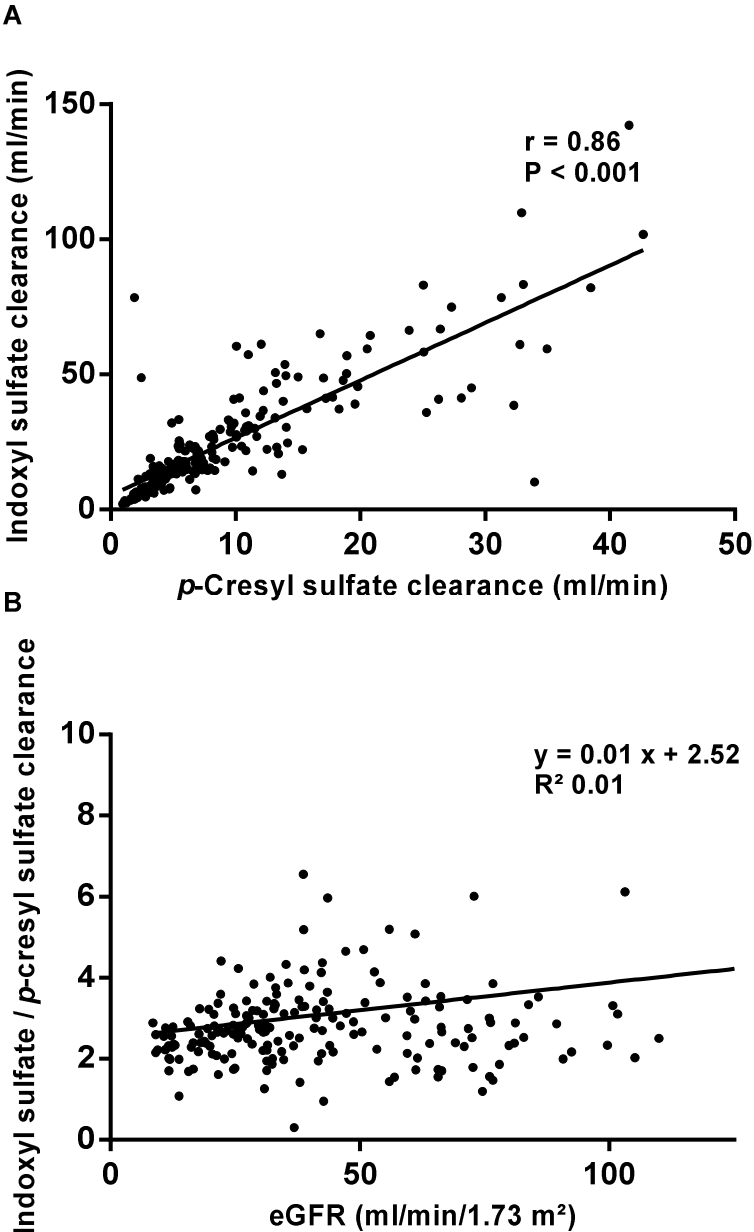 A
Indoxyl sulfate clearance (ml/min)
150
100
50
0
r = 0.86
P < 0.001
0 10 20 30 40 50
p-Cresyl sulfate clearance (ml/min)
B
Indoxyl sulfate / p-cresyl sulfate clearance
10
8
6
4
2
0
y = 0.01 x + 2.52
R² 0.01
0 50 100
eGFR (ml/min/1.73 m²)